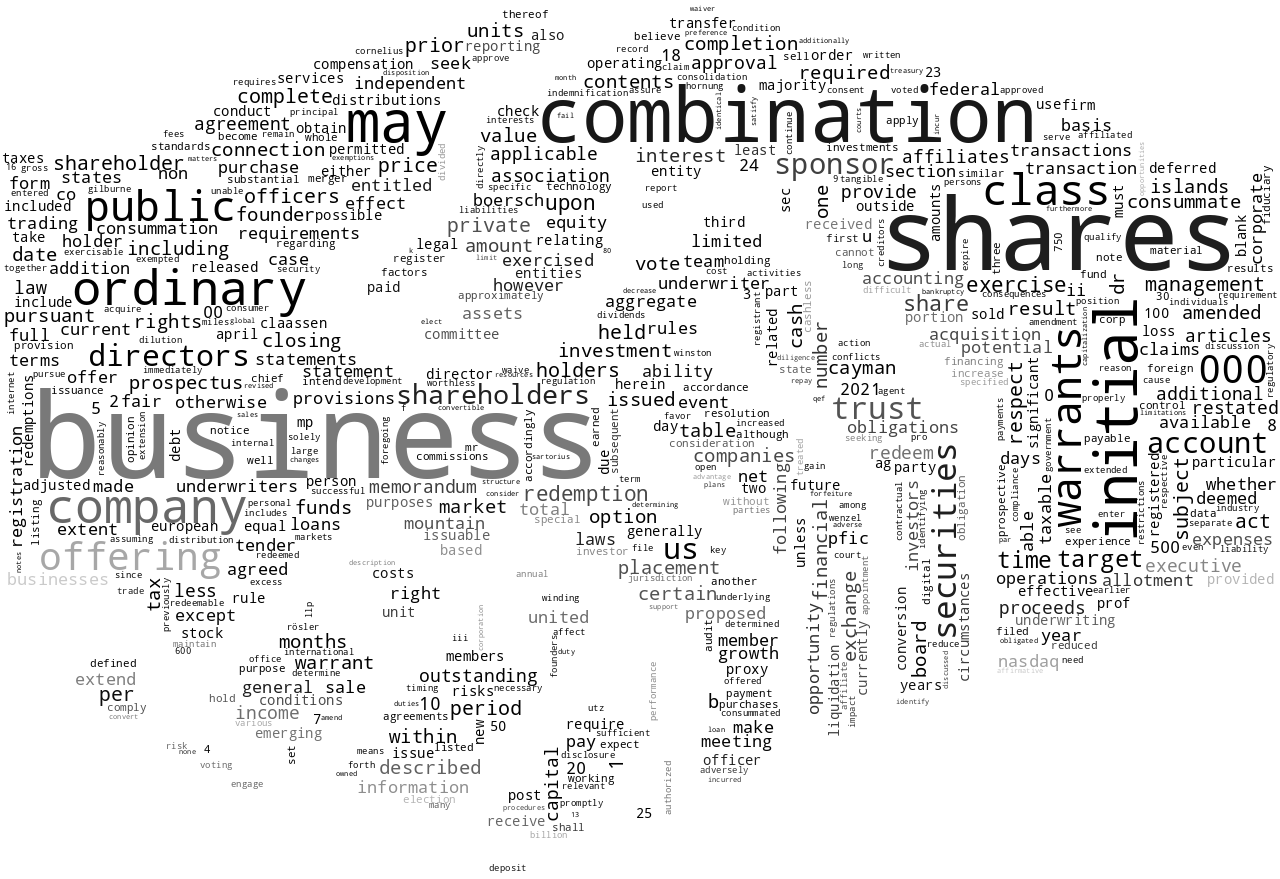 waiver
thereof
transfer preference condition
units also believe
cornelius prior reporting record 18 completion additionally
approve operating claim sell order written
compensation seek approval required treasury 23
requires services disposition independent month consolidation
contents hornung majority consent voted federal approved
complete distributions indemnification assure
conduct principal check combination use firm
agreement may interests fail identical satisfy continue courts apply incur basis
fees obtain value serve affiliated
standards become whole
connection permitted applicable interest least investments affiliates transactions
taxes matters remain exemptions divided directly
16 gross shareholder purchase either price association entity 24 sponsor section similar transaction opportunities deferred
states non substantial merger
form entered gilburne unable entitled specific technology report sec one 9 tangible persons class islands
included co public officers effect boersch upon used provide outside must consummate
trading consummation founder possible liabilities equity third received amounts shares furthermore corporate fiduciary
take holder requirements private limited first u creditors expire three 750 qualify blank
date exercisable including regarding legal amount relating 80 vote team holding cannot note material
together exempted case register k limit exercised cost activities long accounting results
addition released security factors entities underwriter difficult bankruptcy exercise consequences fund ii dr management
law ordinary paid however decrease 3 part cashless share position 30 individuals requirement
include acquire consumer approximately aggregate registrant related cash portion sold result capitalization 100 amended
pursuant 00 assets dividends number amendment corp
full current rights miles global april elect committee held rules acquisition loss articles
provision dilution claassen closing winston diligence action actual potential reason discussion regulatory
terms directors statements investment conflicts claims 000
immediately statement director resources waive holders ability state cayman financing warrants initial foreign
pursue offer chief regulation repay increase respect cause
internet redemptions prospectus revised intend development worthless herein accordance qef 2021 agent specified significant properly additional
issuance 2 fair otherwise provisions shareholders issued event 0 control limitations restated
5 sales f convertible favor resolution trust payments available 8
registration reasonably opinion extension debt notice mp foregoing earned day table increased although obligations government payable account
business internal solely mr accordingly due subsequent consideration seeking pro
well large changes commissions sartorius companies treated gain redeem days particular
adjusted made underwriters person structure term open net ag party extended registered respective
successful memorandum consider advantage plans two future securities taxable restrictions subject whether
listing company personal funds purposes redemption determining without forfeiture contractual identifying prospective compliance able enter data deemed
extent european market total parties among investors obligation see separate industry act
assuming distribution equal loans mountain special option following wenzel par experience 500 even liability
offering tender markets issuable laws generally adverse expenses
notes redeemed based investor file key us unless financial pfic time target executive
businesses since agreed description placement court operations allotment provided
trade tax excess costs annual jurisdiction another digital effective earlier
previously less rule right winding certain underlying conversion circumstances proceeds prof
redeemable llp unit corporation support proposed opportunity regulations exchange appointment underwriting
except united audit determined board filed year
stock rösler iii affect member reduce obligated reduced
maintain months founders duty growth currently nasdaq need
600 international members proxy affirmative
defined office warrant outstanding offered discussed
extend purpose determine timing risks necessary performance payment years
per general sale duties 10 period b purchases liquidation affiliate identify
comply hold conditions utz consummated impact
convert income 7 amend agreements new 50 require sufficient loan make
various emerging within pay expect meeting
risk none 4 set means issue listed disclosure officer
voting forth described 20 1 adversely
engage owned working incurred
information capital relevant authorized
election post
many procedures promptly
receive 13 25
shall
billion
deposit